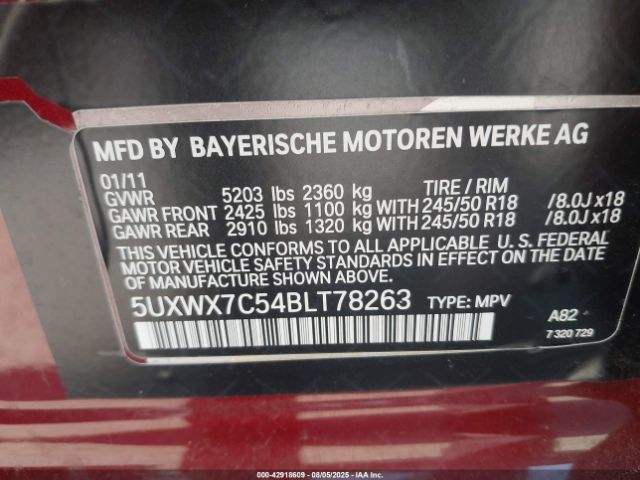 MFD BY BAYERISCHE MOTOREN WERKE AG
01/11 TIRE / RIM
GVWR 5203 lbs 2360 kg
GAWR FRONT 2425 lbs 1100 kg WITH 245/50 R18 /8.0J x18
GAWR REAR 2910 lbs 1320 kg WITH 245/50 R18 /8.0J x18
THIS VEHICLE CONFORMS TO ALL APPLICABLE U. S. FEDERAL
MOTOR VEHICLE SAFETY STANDARDS IN EFFECT ON THE DATE
OF MANUFACTURE SHOWN ABOVE.
5UXWX7C54BLT78263 TYPE: MPV A82
7 320 729
000-42918609 - 08/05/2025 - IAAI.com